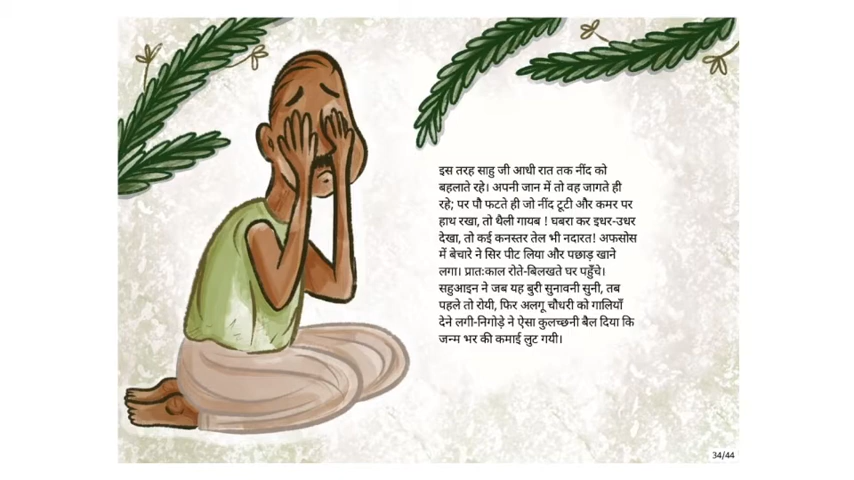 इस तरह साहु जी आधी रात तक नींद को
बहलाते रहे। अपनी जान में तो वह जागते ही
रहे; पर पौ फटते ही जो नींद टूटी और कमर पर
हाथ रखा, तो थैली गायब ! घबरा कर इधर-उधर
देखा, तो कई कनस्तर तेल भी नदारत! अफसोस
में बेचारे ने सिर पीट लिया और पछाड़ खाने
लगा। प्रातःकाल रोते-बिलखते घर पहुँचे।
सहुआइन ने जब यह बुरी सुनावनी सुनी, तब
पहले तो रोयी, फिर अलगू चौधरी को गालियाँ
देने लगी-निगोड़े ने ऐसा कुलच्छनी बैल दिया कि
जन्म भर की कमाई लुट गयी।
34/44